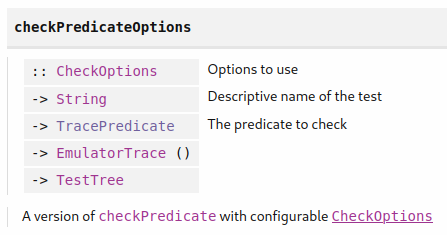 checkPredicateOptions
:: CheckOptions Options to use
-> String Descriptive name of the test
-> TracePredicate The predicate to check
-> EmulatorTrace ()
-> TestTree
A version of checkPredicate with configurable CheckOptions